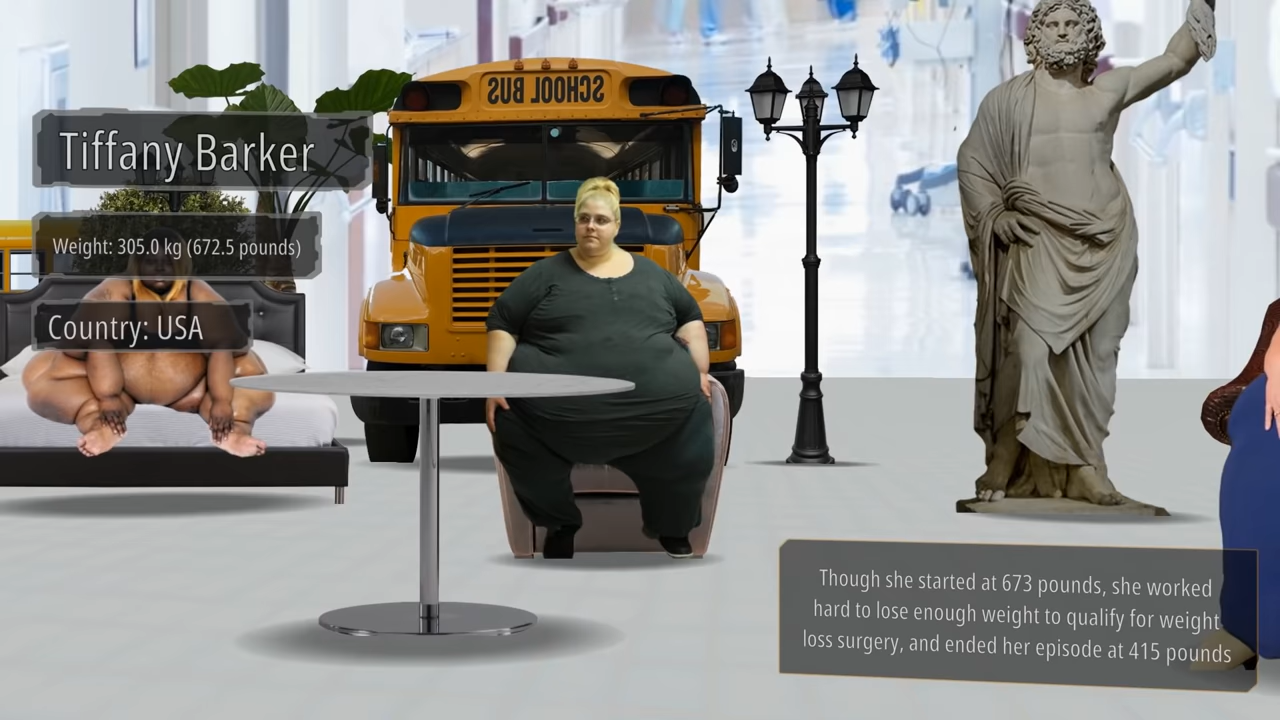 SCHOOL BUS
Tiffany Barker
Weight: 305.0 kg (672.5 pounds)
Country: USA
Though she started at 673 pounds, she worked
hard to lose enough weight to qualify for weight
loss surgery, and ended her episode at 415 pounds